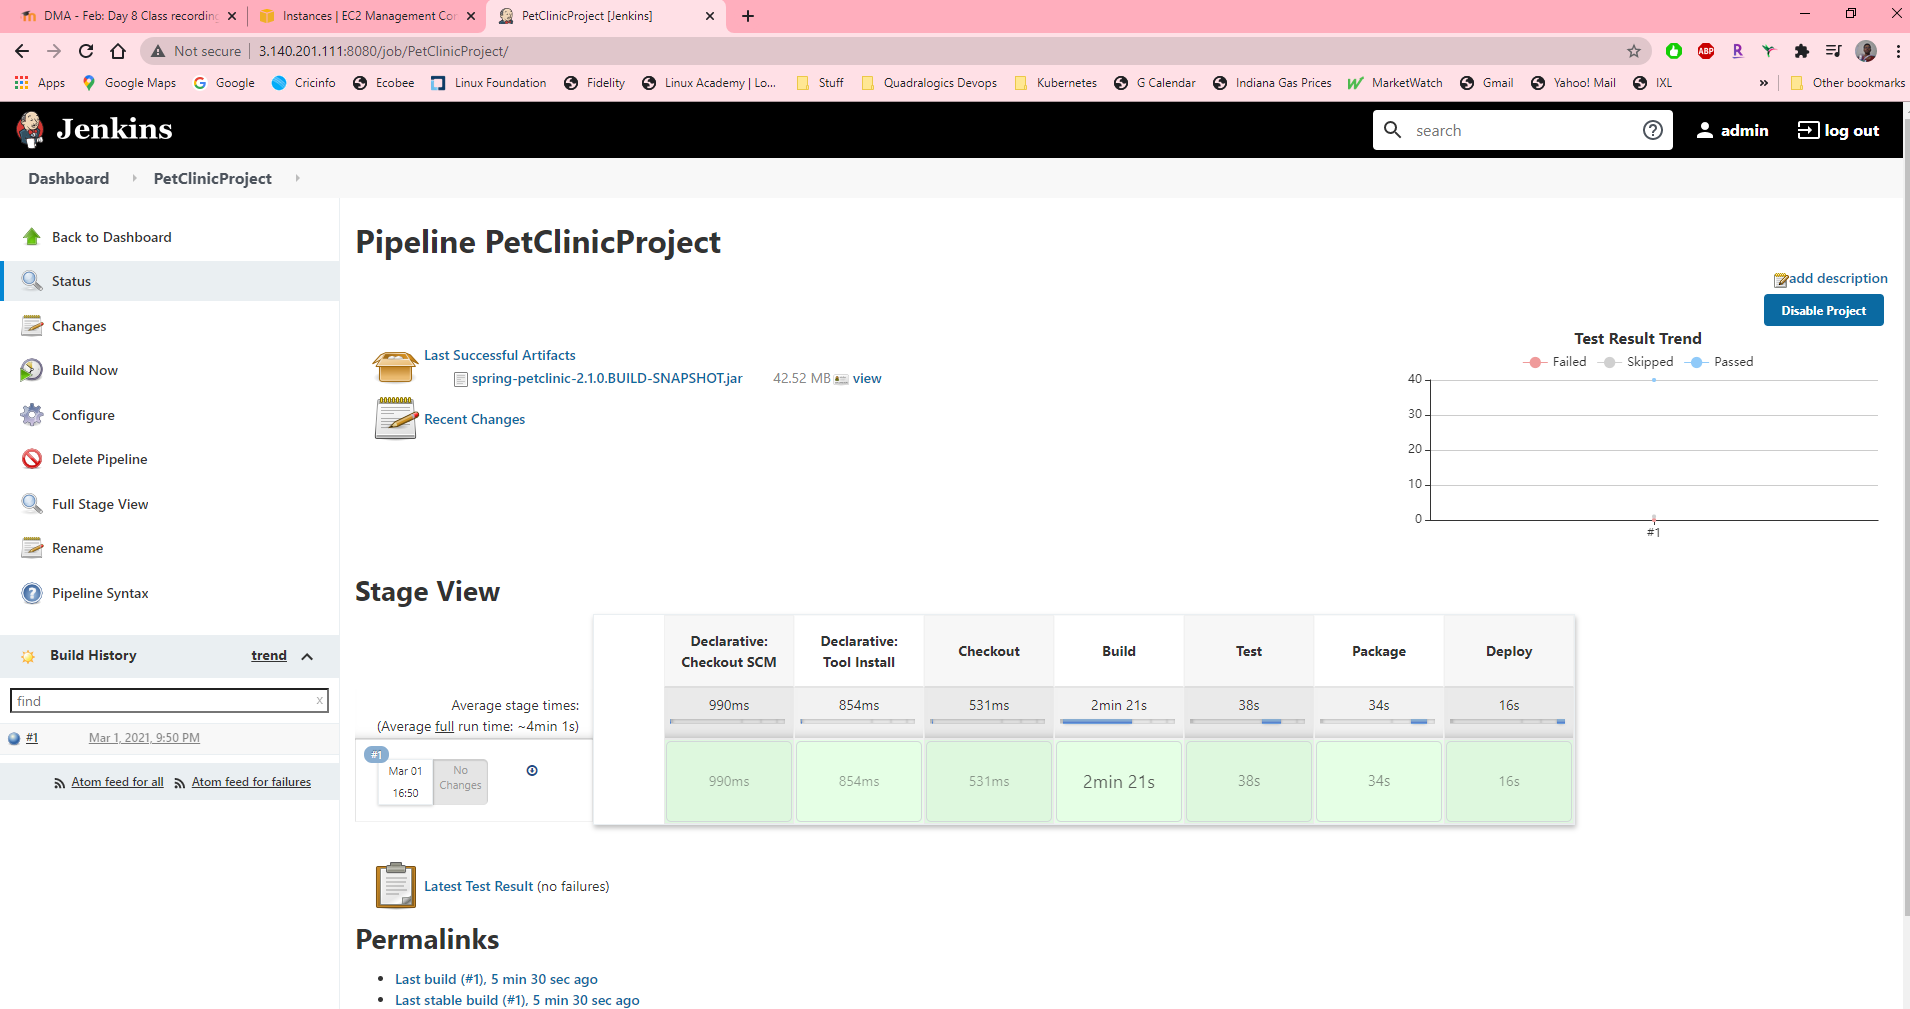 DMA - Feb: Day 8 Class recording
Instances | EC2 Management Con
PetClinicProject [Jenkins]
Not secure
3.140.201.111:8080/job/PetClinicProject/
ABP
R
Apps
Google Maps
Google
Cricinfo
Ecobee
Linux Foundation
Fidelity
Linux Academy | Lo...
Stuff
Quadralogics Devops
Kubernetes
G Calendar
Indiana Gas Prices
MarketWatch
Gmail
Yahoo! Mail
IXL
»
Other bookmarks
Jenkins
search
admin
log out
Dashboard
PetClinicProject
Back to Dashboard
Status
Changes
Build Now
Configure
Delete Pipeline
Full Stage View
Rename
Pipeline Syntax
Build History
trend
find
x
#1
Mar 1, 2021, 9:50 PM
Atom feed for all
Atom feed for failures
Pipeline PetClinicProject
add description
Disable Project
Last Successful Artifacts
spring-petclinic-2.1.0.BUILD-SNAPSHOT.jar 42.52 MB view
Recent Changes
Test Result Trend
Failed Skipped Passed
40
30
20
10
0
#1
Stage View
Declarative: Checkout SCM
Declarative: Tool Install
Checkout
Build
Test
Package
Deploy
Average stage times:
(Average full run time: ~4min 1s)
990ms
854ms
531ms
2min 21s
38s
34s
16s
#1
Mar 01
16:50
No
Changes
990ms
854ms
531ms
2min 21s
38s
34s
16s
Latest Test Result (no failures)
Permalinks
• Last build (#1), 5 min 30 sec ago
• Last stable build (#1), 5 min 30 sec ago